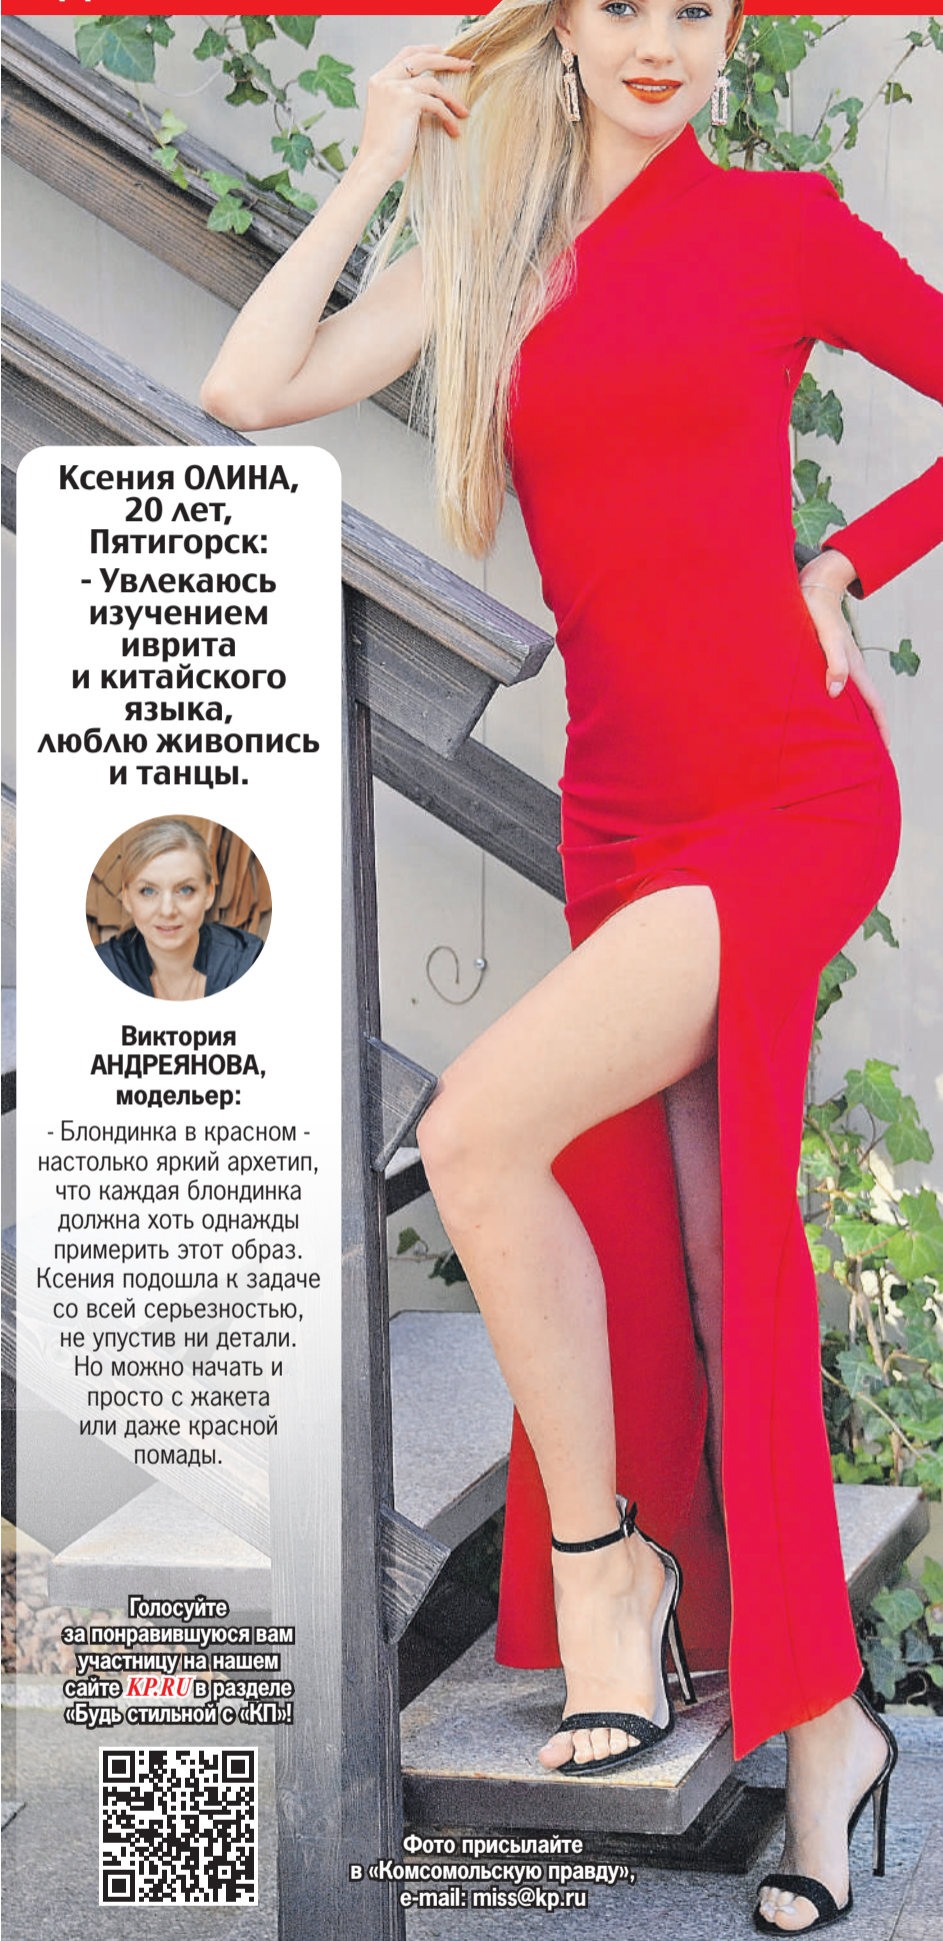 Ксения ОЛИНА,
20 лет,
Пятигорск:
- Увлекаюсь
изучением
иврита
и китайского
языка,
люблю живопись
и танцы.
Виктория
АНДРЕЯНОВА,
модельер:
- Блондинка в красном -
настолько яркий архетип,
что каждая блондинка
должна хоть однажды
примерить этот образ.
Ксения подошла к задаче
со всей серьезностью,
не упустив ни детали.
Но можно начать и
просто с жакета
или даже красной
помады.
Голосуйте
за понравившуюся вам
участницу на нашем
сайте KP.RU в разделе
«Будь стильной с «КП»!
Фото присылайте
в «Комсомольскую правду»,
e-mail: miss@kp.ru